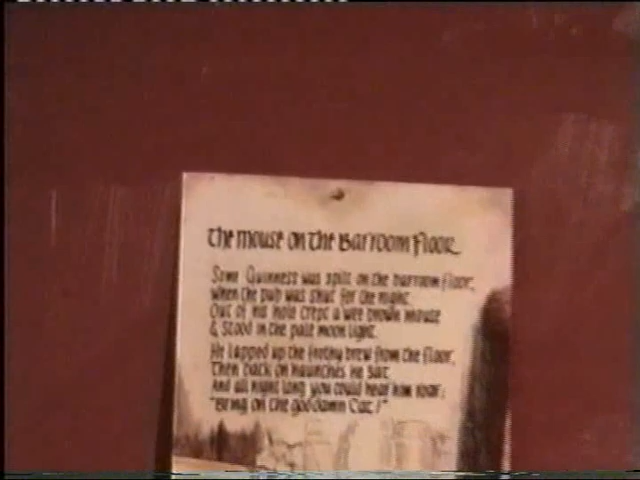 The Mouse on The Barroom Floor
Some Guinness was spilt on the barroom floor,
when the pub was shut for the night.
Out of his hole crept a wee brown mouse
& stood in the pale moon light.
He lapped up the frothy brew from the floor,
Then back on haunches he sat
And all night long you could hear him roar:
"Bring on the goddamn Cat!"